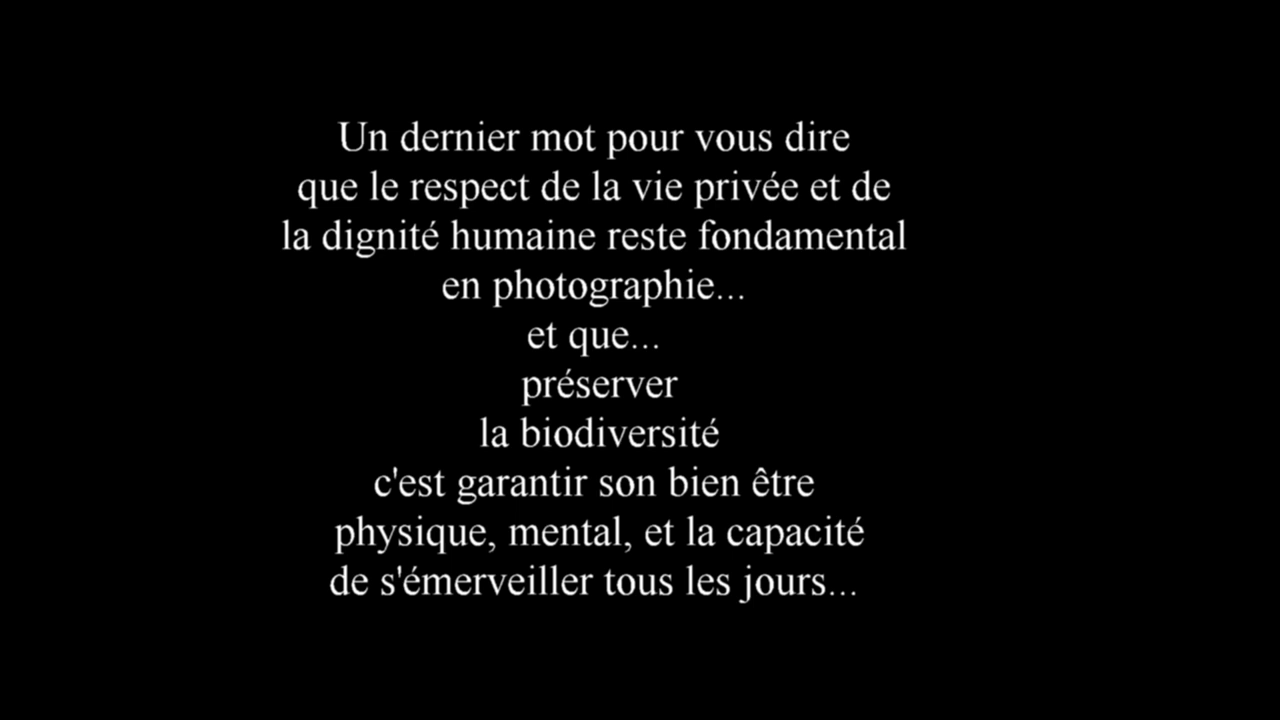 Un dernier mot pour vous dire
que le respect de la vie privée et de
la dignité humaine reste fondamental
en photographie...
et que...
préserver
la biodiversité
c'est garantir son bien être
physique, mental, et la capacité
de s'émerveiller tous les jours...